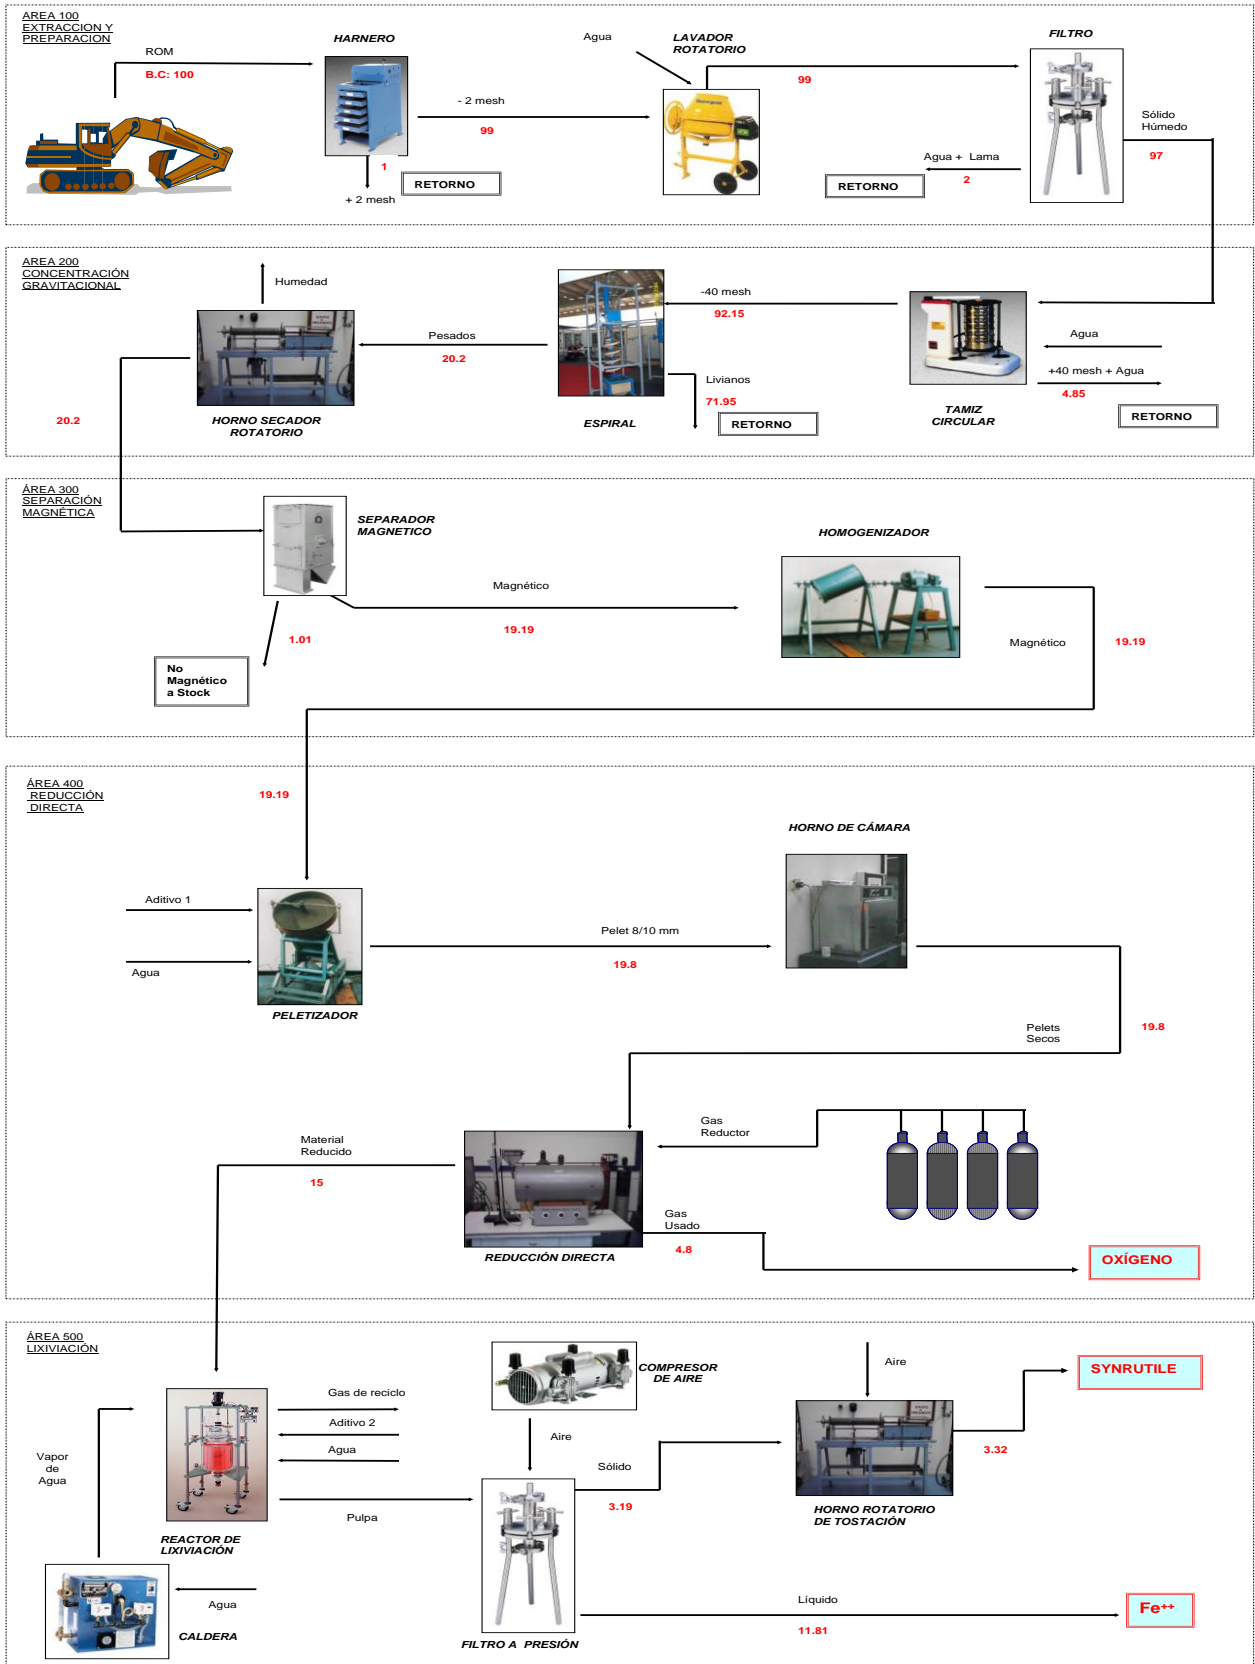 AREA 100
EXTRACCION Y
PREPARACION
ROM
B.C: 100
HARNERO
- 2 mesh
99
1
+ 2 mesh
RETORNO
Agua
LAVADOR
ROTATORIO
99
FILTRO
Sólido
Húmedo
97
Agua + Lama
2
RETORNO
AREA 200
CONCENTRACIÓN
GRAVITACIONAL
Humedad
HORNO SECADOR
ROTATORIO
20.2
Pesados
20.2
ESPIRAL
Livianos
71.95
RETORNO
-40 mesh
92.15
TAMIZ
CIRCULAR
Agua
+40 mesh + Agua
4.85
RETORNO
ÁREA 300
SEPARACIÓN
MAGNÉTICA
SEPARADOR
MAGNETICO
1.01
No
Magnético
a Stock
Magnético
19.19
HOMOGENIZADOR
Magnético
19.19
ÁREA 400
REDUCCIÓN
DIRECTA
19.19
Aditivo 1
Agua
PELETIZADOR
Pelet 8/10 mm
19.8
HORNO DE CÁMARA
Pelets
Secos
19.8
Gas
Reductor
Material
Reducido
15
REDUCCIÓN DIRECTA
Gas
Usado
4.8
OXÍGENO
ÁREA 500
LIXIVIACIÓN
Vapor
de
Agua
Gas de reciclo
Aditivo 2
Agua
Pulpa
REACTOR DE
LIXIVIACIÓN
Agua
CALDERA
COMPRESOR
DE AIRE
Aire
Sólido
3.19
FILTRO A PRESIÓN
Aire
HORNO ROTATORIO
DE TOSTACIÓN
3.32
SYNRUTILE
Líquido
11.81
Fe⁺⁺